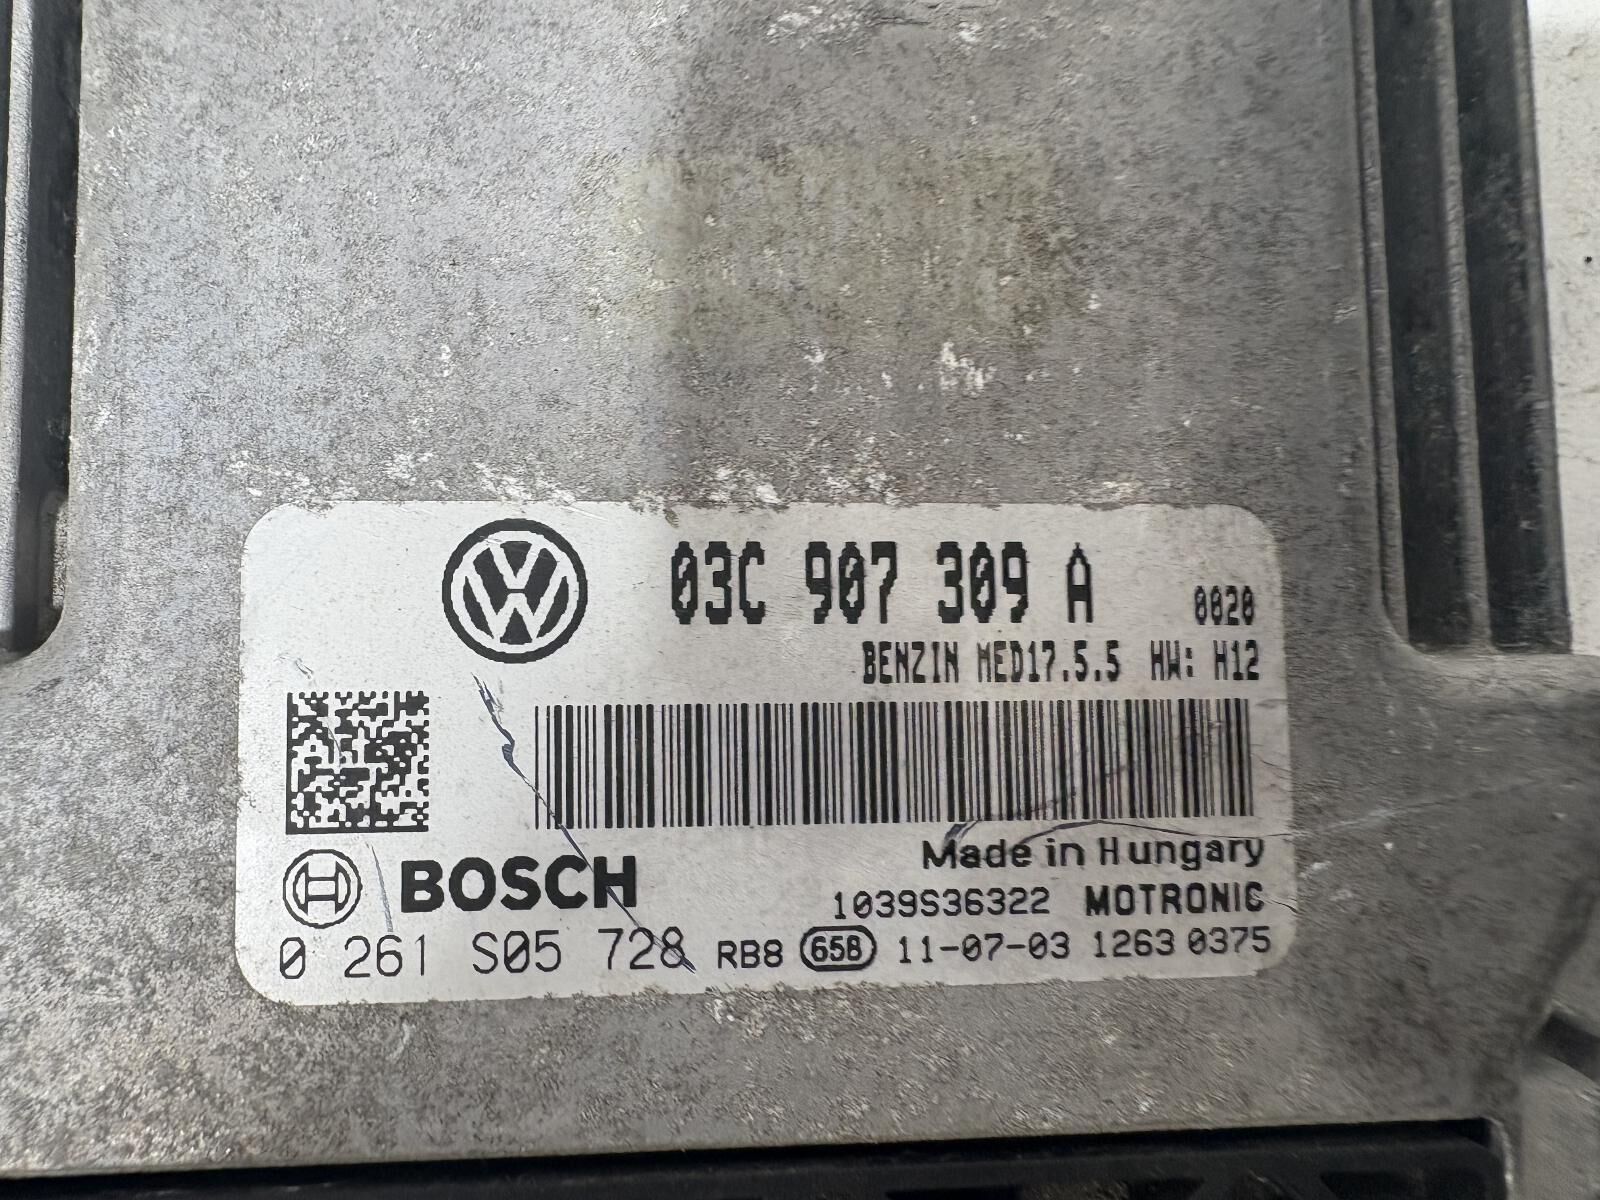 03C 907 309 A 0020
BENZIN MED17.5.5 HW: H12
Made in Hungary
BOSCH
1039S36322 MOTRONIC
0 261 S05 728 RB8 65B 11-07-03 1263 0375